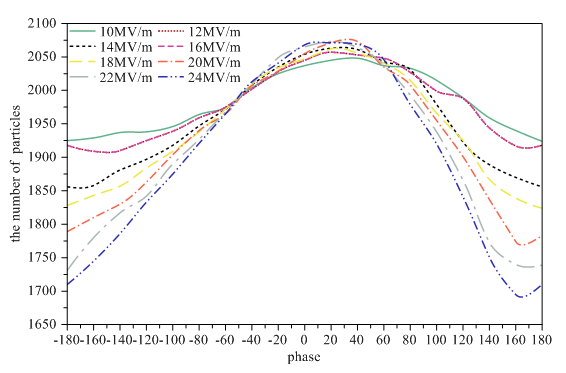 2100
2050
2000
1950
1900
1850
1800
1750
1700
1650
the number of particles
10MV/m 12MV/m
14MV/m 16MV/m
18MV/m 20MV/m
22MV/m 24MV/m
-180 -160 -140 -120 -100 -80 -60 -40 -20 0 20 40 60 80 100 120 140 160 180
phase